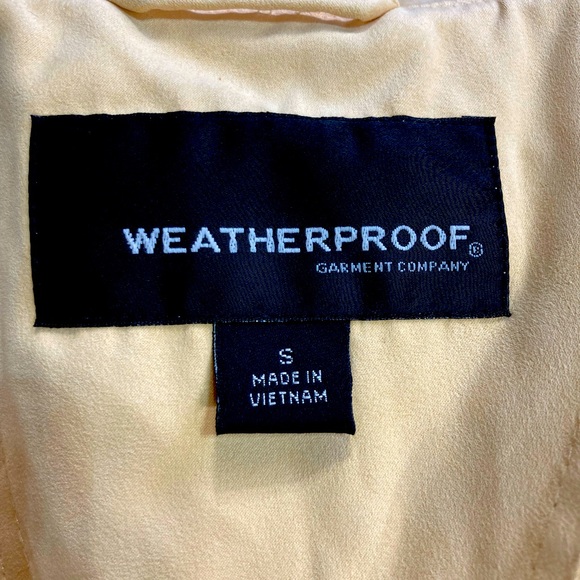 WEATHERPROOF®
GARMENT COMPANY
S
MADE IN
VIETNAM